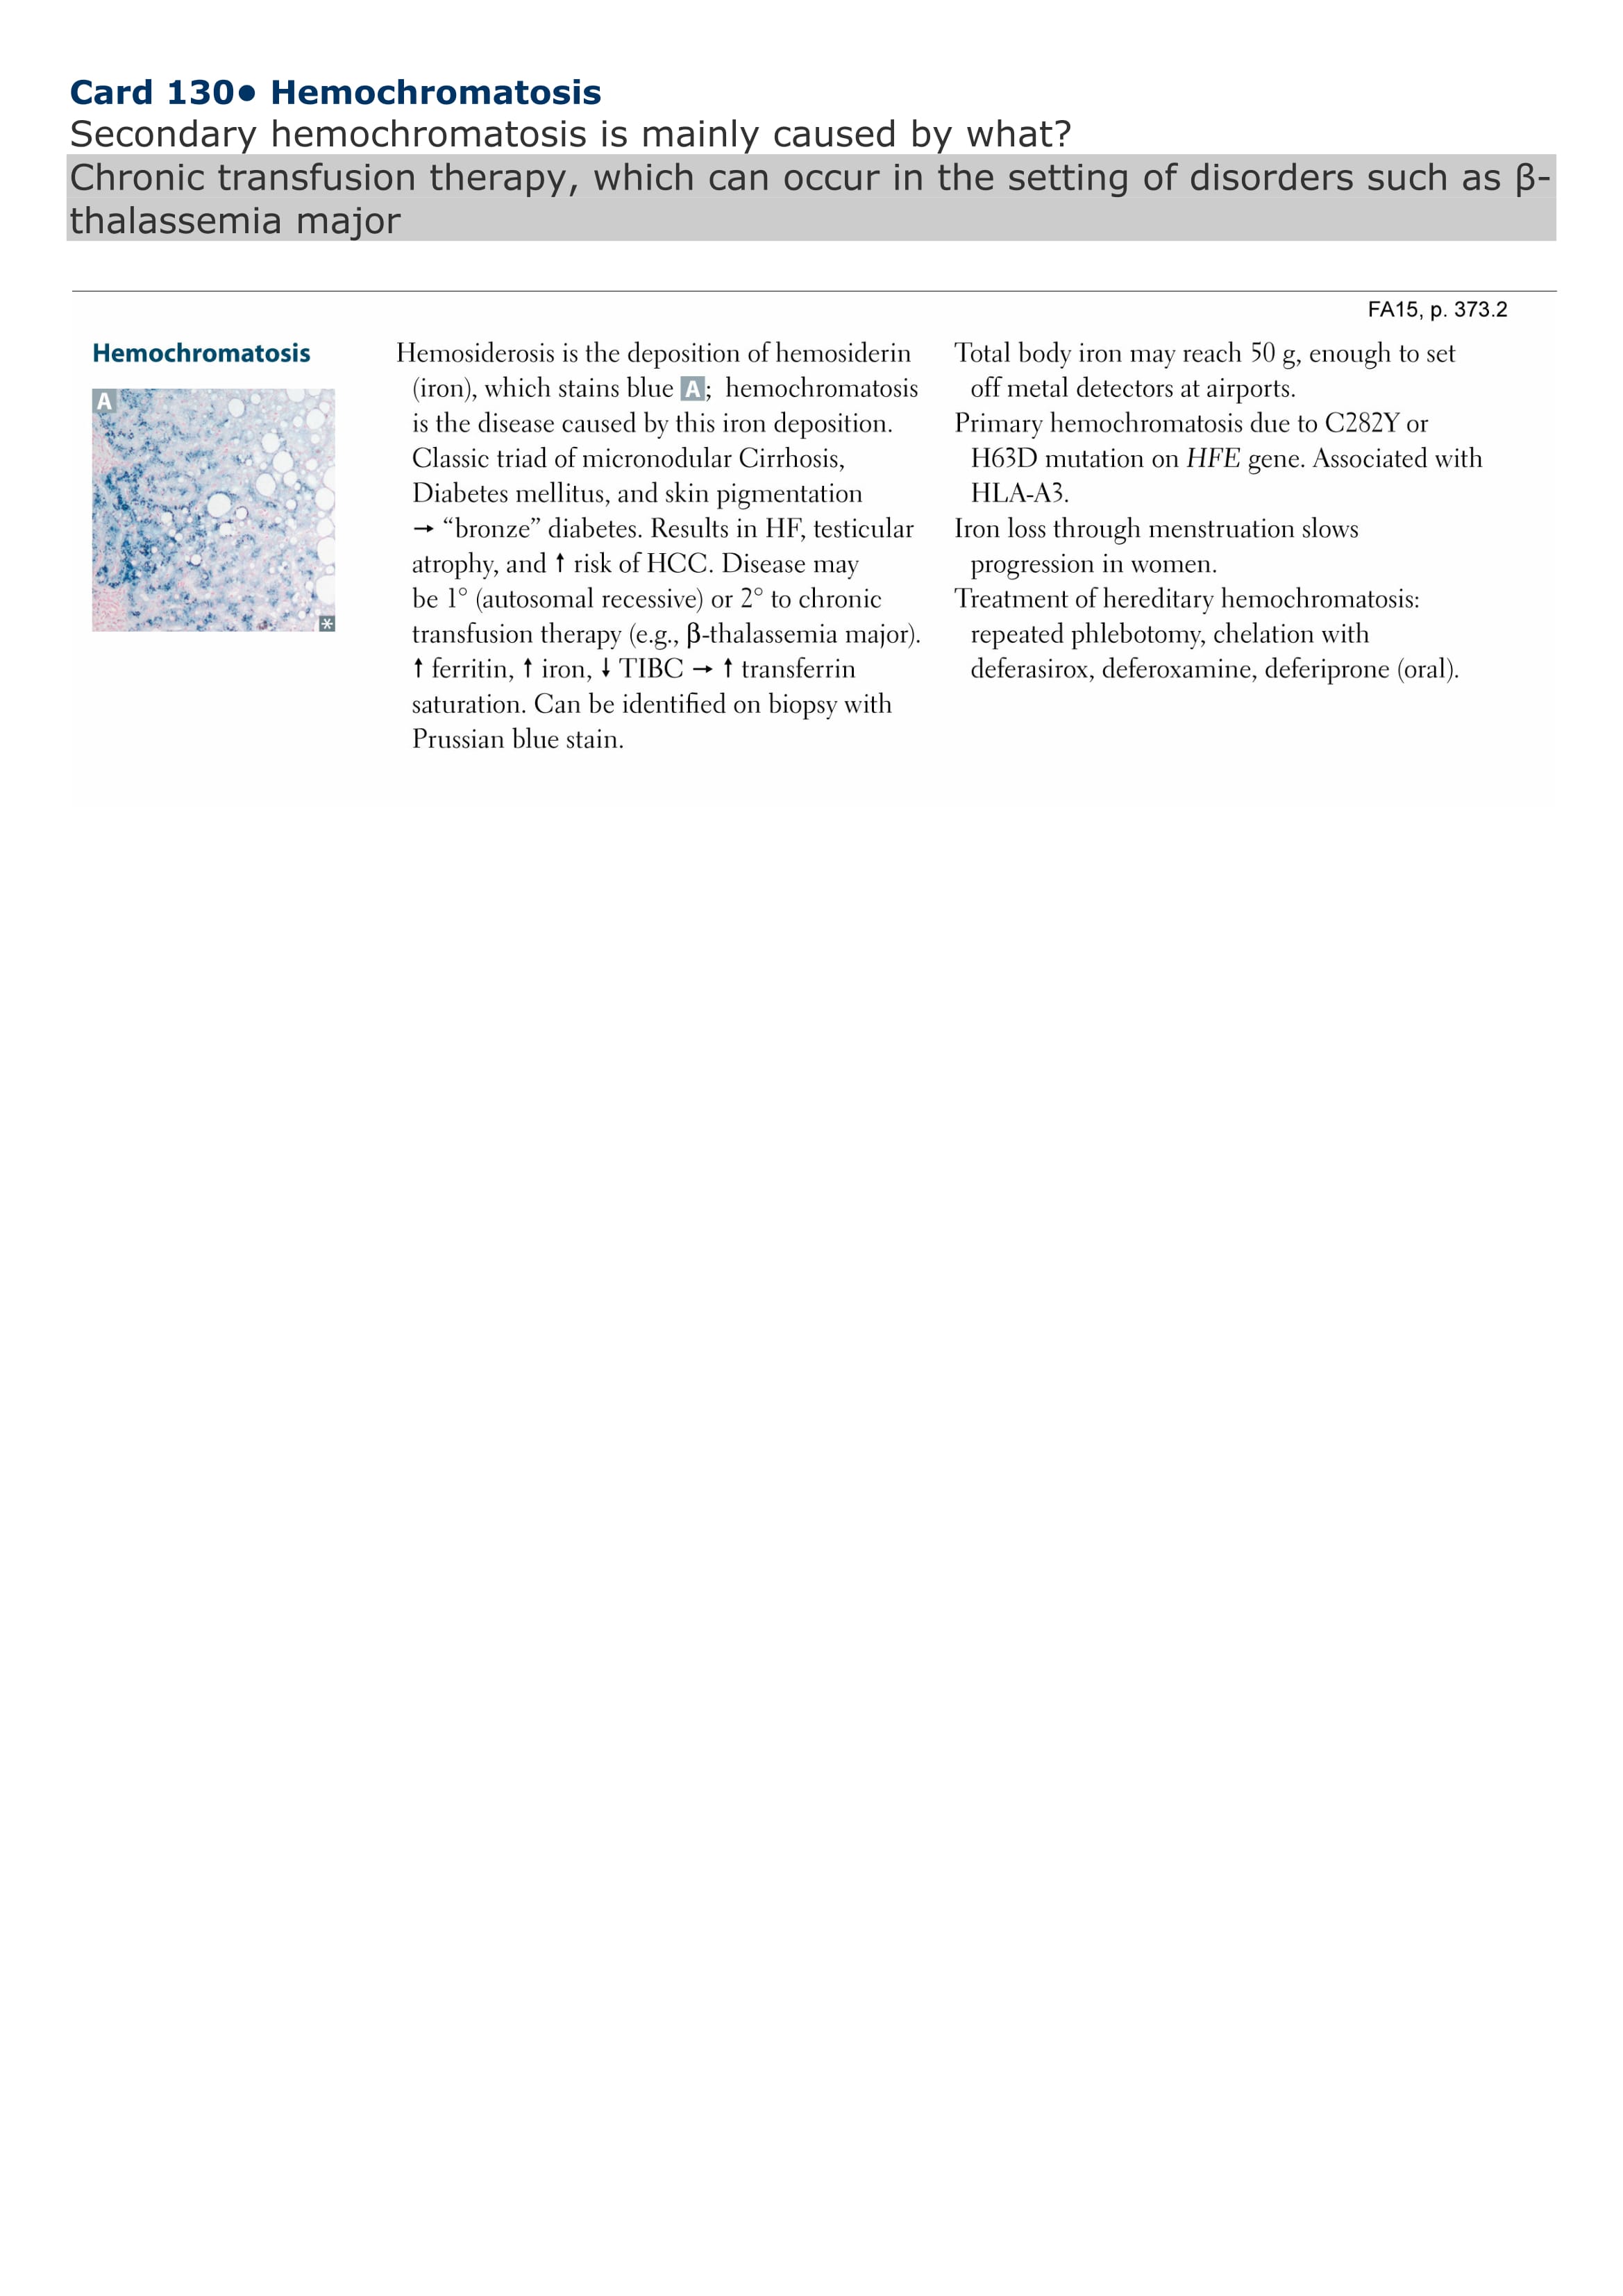 Card 130● Hemochromatosis
Secondary hemochromatosis is mainly caused by what?
Chronic transfusion therapy, which can occur in the setting of disorders such as β-
thalassemia major
FA15, p. 373.2
Hemochromatosis
A
*
Hemosiderosis is the deposition of hemosiderin
(iron), which stains blue A; hemochromatosis
is the disease caused by this iron deposition.
Classic triad of micronodular Cirrhosis,
Diabetes mellitus, and skin pigmentation
→ “bronze” diabetes. Results in HF, testicular
atrophy, and ↑ risk of HCC. Disease may
be 1° (autosomal recessive) or 2° to chronic
transfusion therapy (e.g., β-thalassemia major).
↑ ferritin, ↑ iron, ↓ TIBC → ↑ transferrin
saturation. Can be identified on biopsy with
Prussian blue stain.
Total body iron may reach 50 g, enough to set
off metal detectors at airports.
Primary hemochromatosis due to C282Y or
H63D mutation on HFE gene. Associated with
HLA-A3.
Iron loss through menstruation slows
progression in women.
Treatment of hereditary hemochromatosis:
repeated phlebotomy, chelation with
deferasirox, deferoxamine, deferiprone (oral).